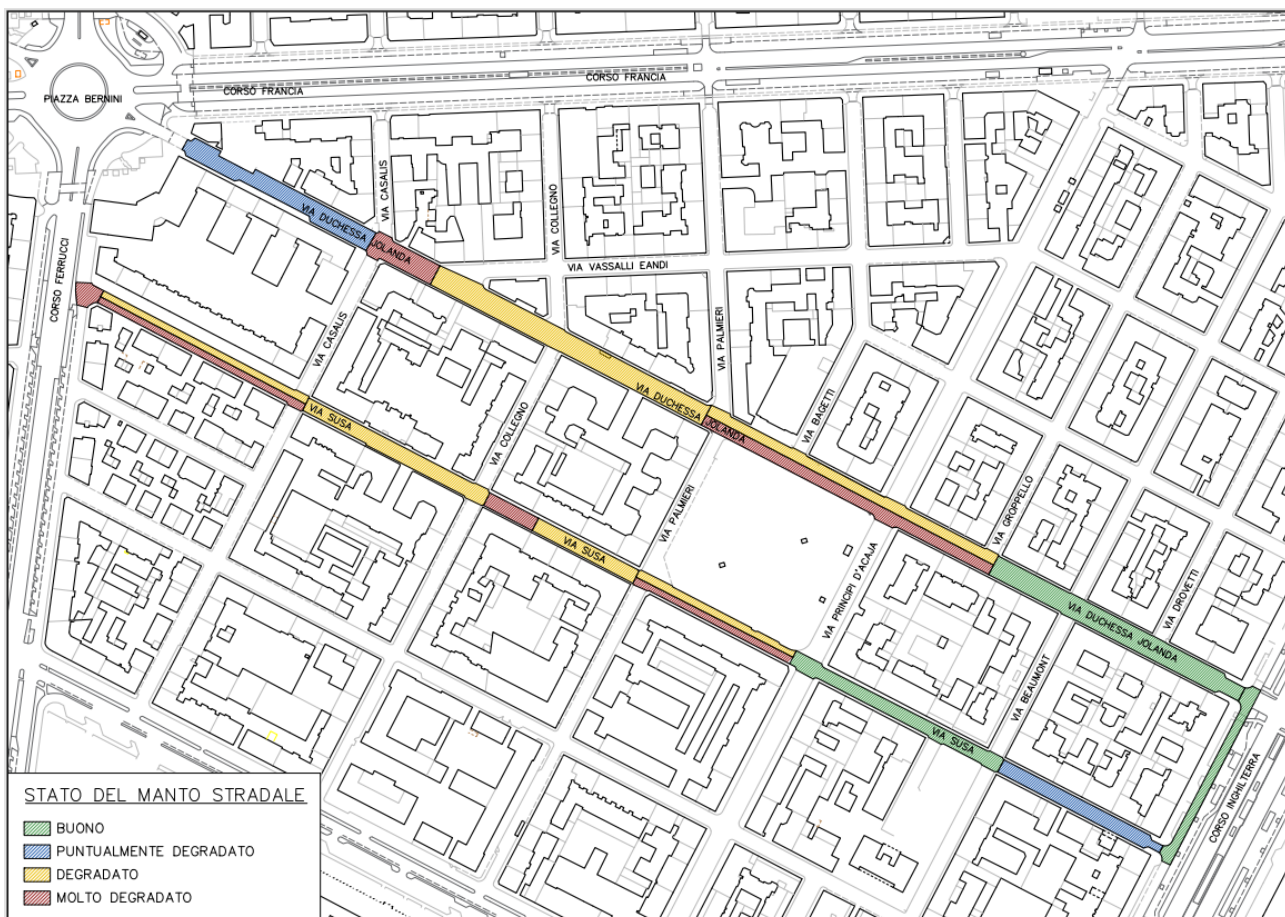 CORSO FRANCIA
CORSO FRANCIA
PIAZZA BERNINI
VIA CASALIS
VIA COLLEGNO
VIA DUCHESSA JOLANDA
VIA VASSALLI EANDI
CORSO FERRUCCI
VIA CASALIS
VIA PALMIERI
VIA DUCHESSA JOLANDA
VIA BAGETTI
VIA SUSA
VIA COLLEGNO
VIA GROPPELLO
VIA PALMIERI
VIA SUSA
VIA PRINCIPI D'ACAJA
VIA DROVETTI
VIA DUCHESSA JOLANDA
VIA BEAUMONT
VIA SUSA
CORSO INGHILTERRA
STATO DEL MANTO STRADALE
BUONO
PUNTUALMENTE DEGRADATO
DEGRADATO
MOLTO DEGRADATO